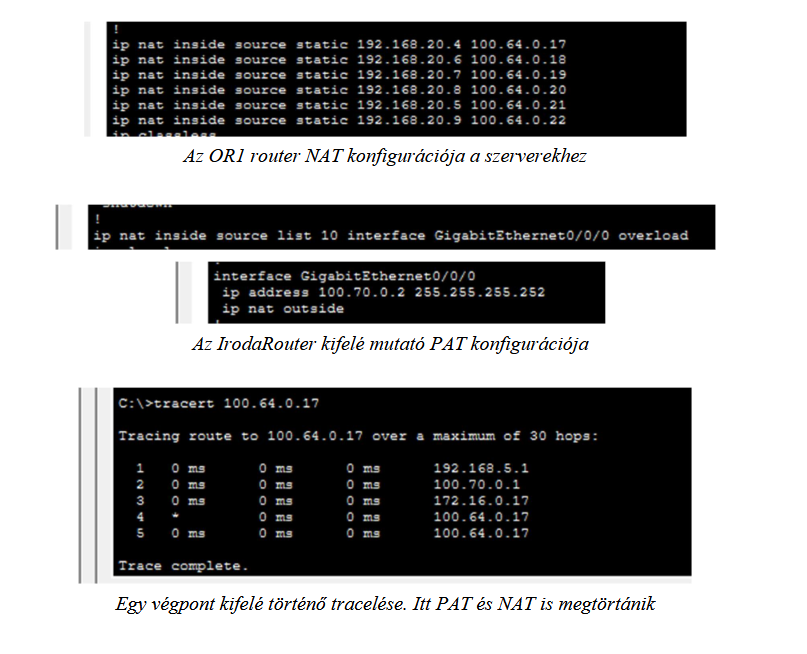 !
ip nat inside source static 192.168.20.4 100.64.0.17
ip nat inside source static 192.168.20.6 100.64.0.18
ip nat inside source static 192.168.20.7 100.64.0.19
ip nat inside source static 192.168.20.8 100.64.0.20
ip nat inside source static 192.168.20.5 100.64.0.21
ip nat inside source static 192.168.20.9 100.64.0.22
ip classless
Az OR1 router NAT konfigurációja a szerverekhez
shutdown
!
ip nat inside source list 10 interface GigabitEthernet0/0/0 overload
interface GigabitEthernet0/0/0
ip address 100.70.0.2 255.255.255.252
ip nat outside
Az IrodaRouter kifelé mutató PAT konfigurációja
C:\>tracert 100.64.0.17
Tracing route to 100.64.0.17 over a maximum of 30 hops:
1 0 ms 0 ms 0 ms 192.168.5.1
2 0 ms 0 ms 0 ms 100.70.0.1
3 0 ms 0 ms 0 ms 172.16.0.17
4 * 0 ms 0 ms 100.64.0.17
5 0 ms 0 ms 0 ms 100.64.0.17
Trace complete.
Egy végpont kifelé történő tracelése. Itt PAT és NAT is megtörtánik